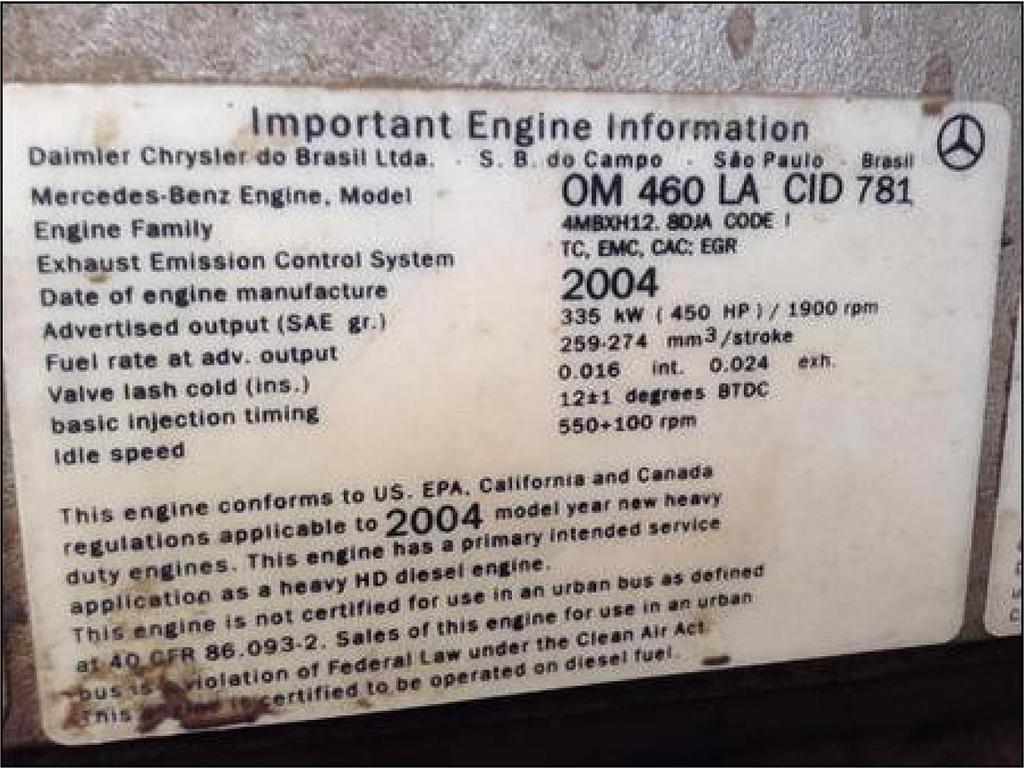 Important Engine Information
Daimler Chrysler do Brasil Ltda. · S. B. do Campo · São Paulo · Brasil
Mercedes-Benz Engine, Model OM 460 LA CID 781
Engine Family 4MBXH12. 8DJA CODE I
Exhaust Emission Control System TC, EMC, CAC; EGR
Date of engine manufacture 2004
Advertised output (SAE gr.) 335 kW ( 450 HP ) / 1900 rpm
Fuel rate at adv. output 259-274 mm³/stroke
Valve lash cold (ins.) 0.016 int. 0.024 exh.
basic injection timing 12±1 degrees BTDC
Idle speed 550+100 rpm
This engine conforms to US. EPA, California and Canada
regulations applicable to 2004 model year new heavy
duty engines. This engine has a primary intended service
application as a heavy HD diesel engine.
This engine is not certified for use in an urban bus as defined
at 40 CFR 86.093-2. Sales of this engine for use in an urban
bus is a violation of Federal Law under the Clean Air Act.
This engine is certified to be operated on diesel fuel.